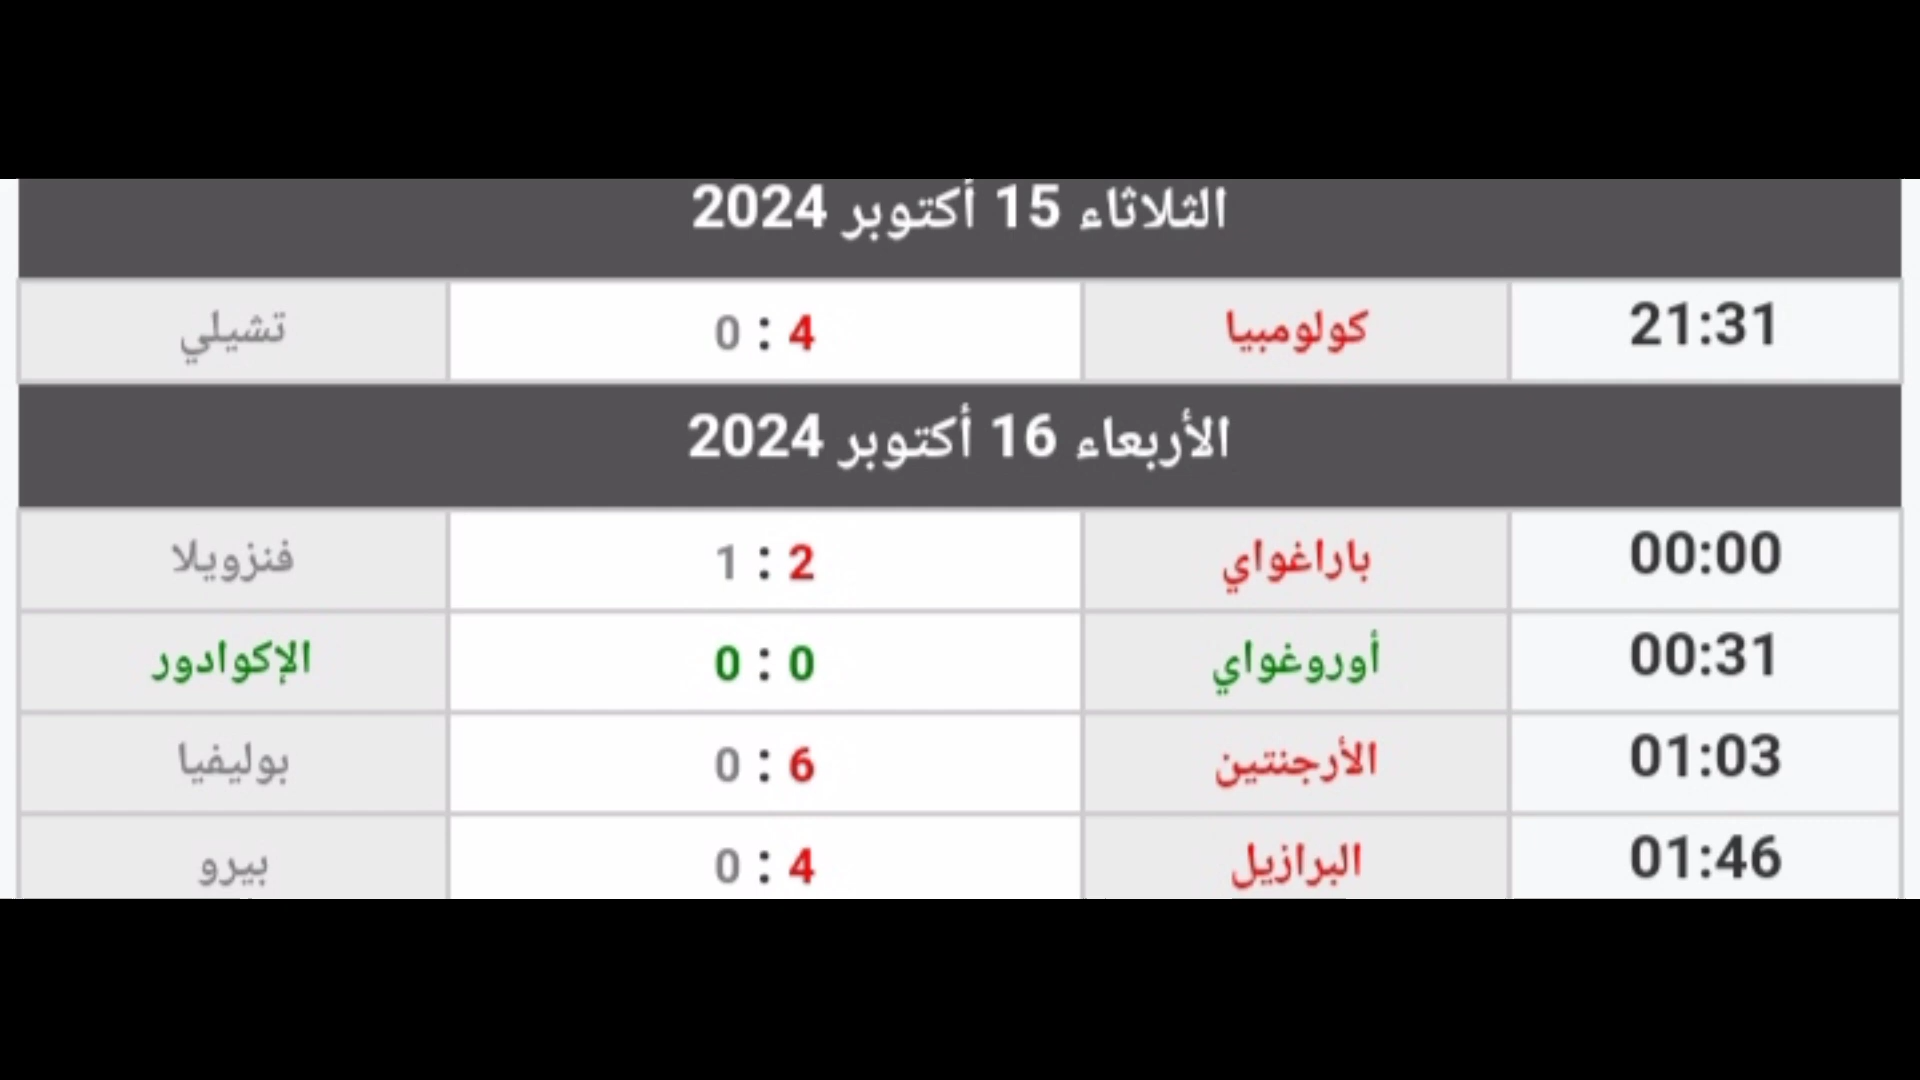 الثلاثاء 15 أكتوبر 2024
21:31 كولومبيا 4 : 0 تشيلي
الأربعاء 16 أكتوبر 2024
00:00 باراغواي 2 : 1 فنزويلا
00:31 أوروغواي 0 : 0 الإكوادور
01:03 الأرجنتين 6 : 0 بوليفيا
01:46 البرازيل 4 : 0 بيرو